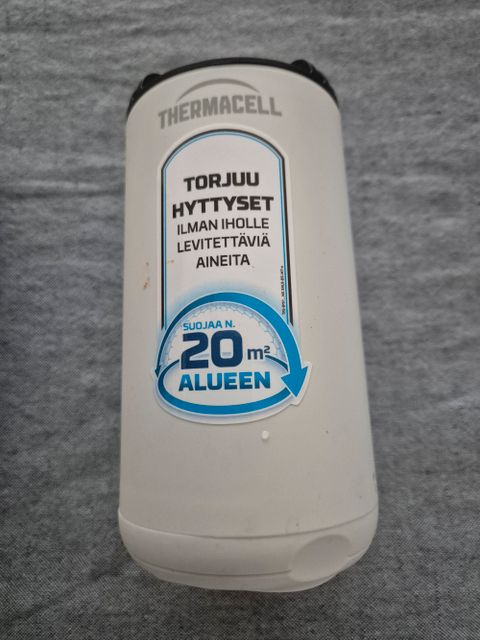 THERMACELL
TORJUU
HYTTYSET
ILMAN IHOLLE
LEVITETTÄVIÄ
AINEITA
SUOJAA N.
20 m²
ALUEEN